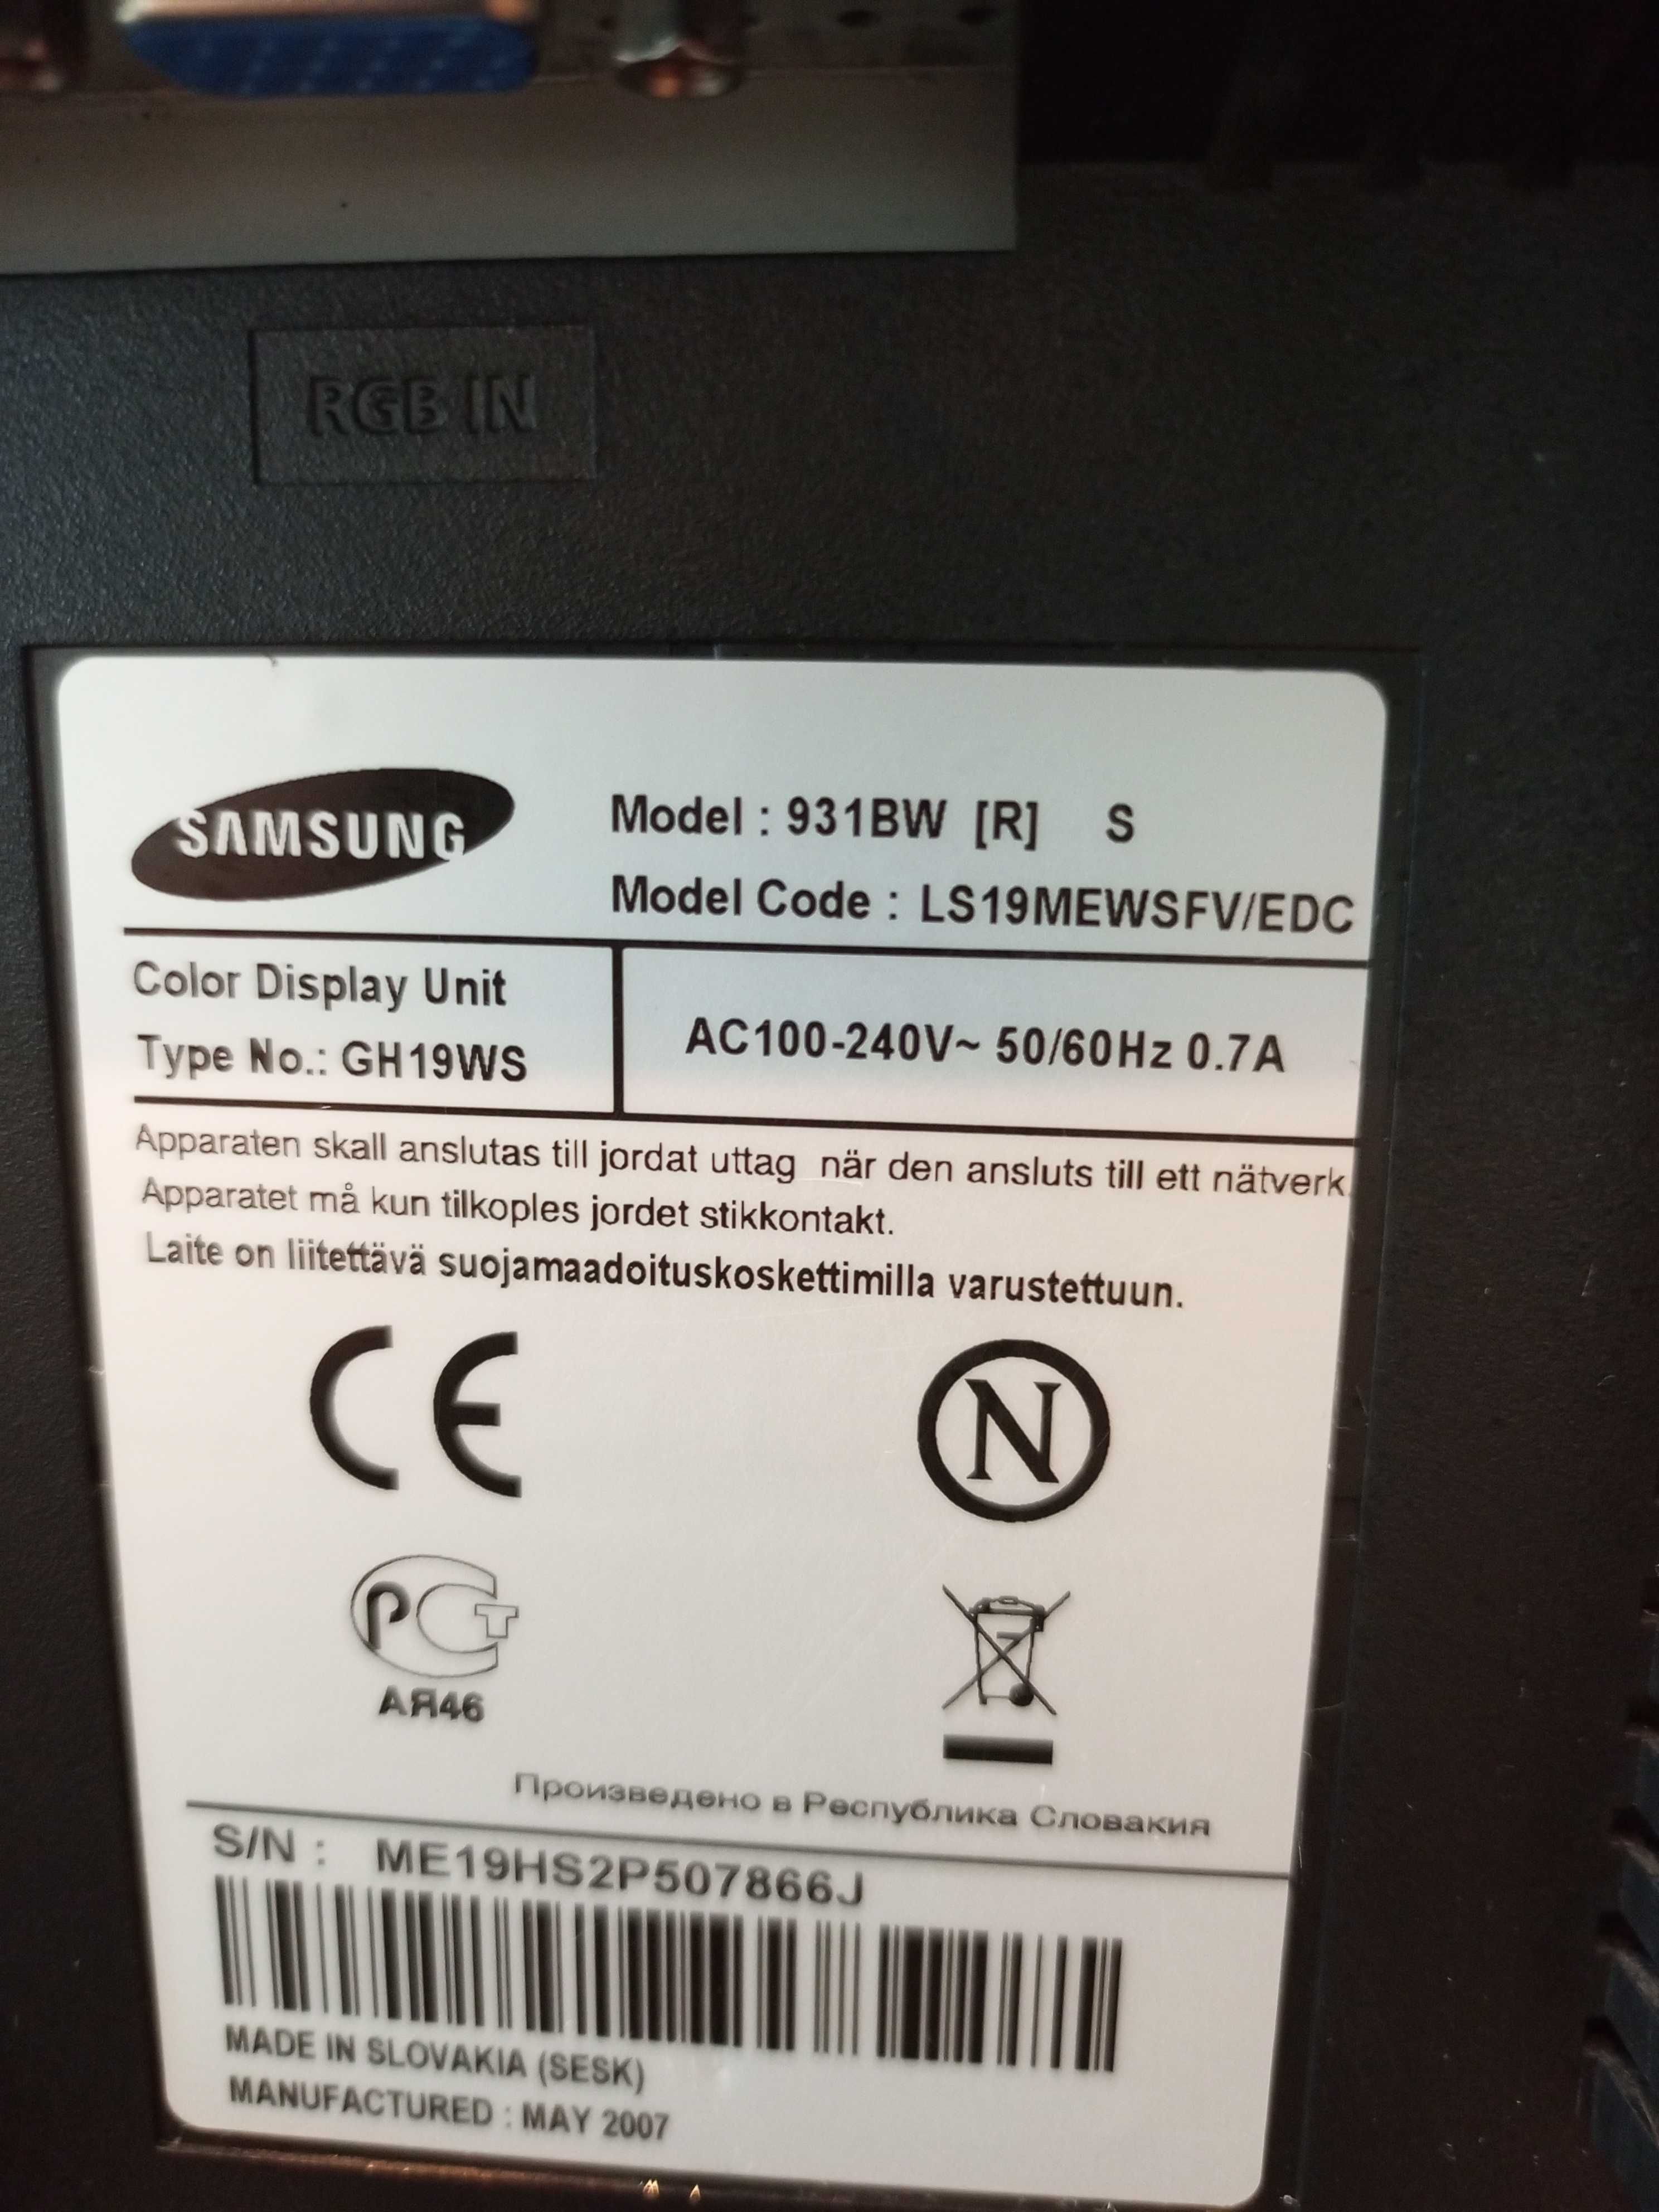 RGB IN
SAMSUNG
Model : 931BW [R] S
Model Code : LS19MEWSFV/EDC
Color Display Unit
Type No.: GH19WS
AC100-240V~ 50/60Hz 0.7A
Apparaten skall anslutas till jordat uttag när den ansluts till ett nätverk.
Apparatet må kun tilkoples jordet stikkontakt.
Laite on liitettävä suojamaadoituskoskettimilla varustettuun.
CE
N
РСТ
АЯ46
Произведено в Республика Словакия
S/N : ME19HS2P507866J
MADE IN SLOVAKIA (SESK)
MANUFACTURED : MAY 2007